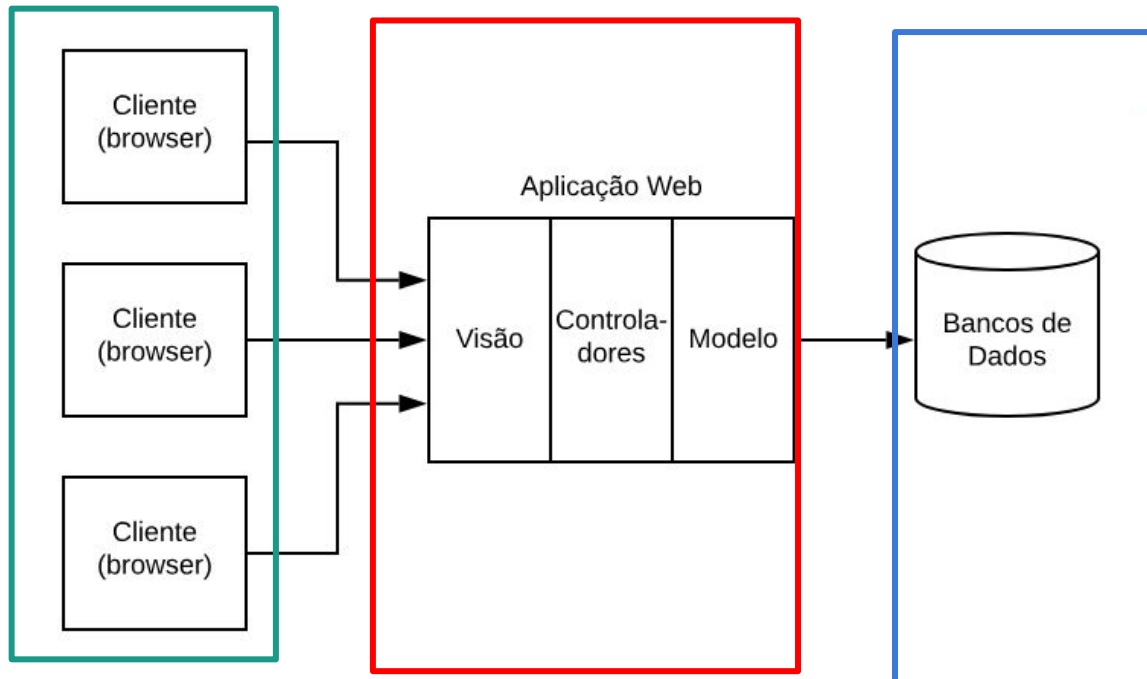 Cliente
(browser)
Cliente
(browser)
Cliente
(browser)
Aplicação Web
Visão
Controla-
dores
Modelo
Bancos de
Dados